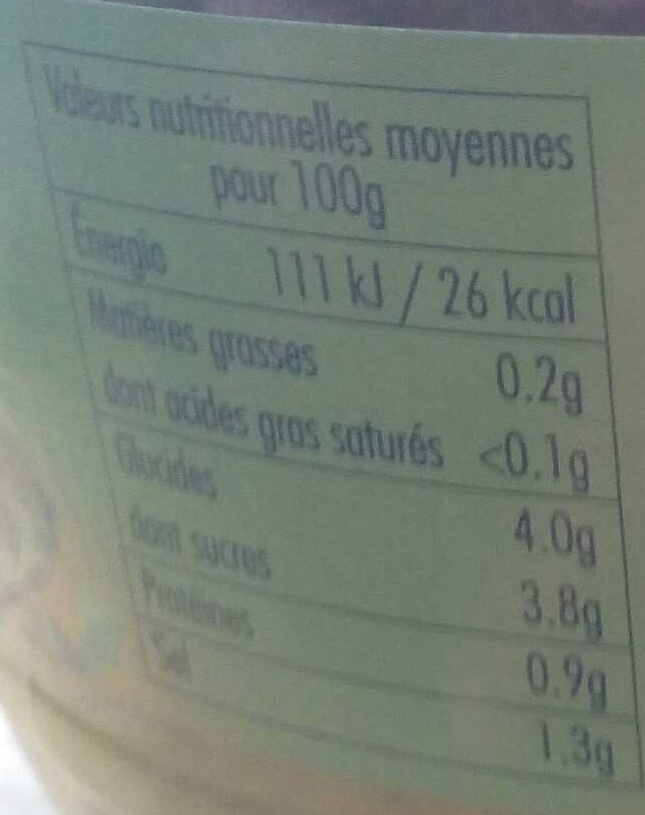 Valeurs nutritionnelles moyennes
pour 100g
Énergie 111 kJ / 26 kcal
Matières grasses 0.2g
dont acides gras saturés <0.1g
Glucides 4.0g
dont sucres 3.8g
Protéines 0.9g
Sel 1.3g